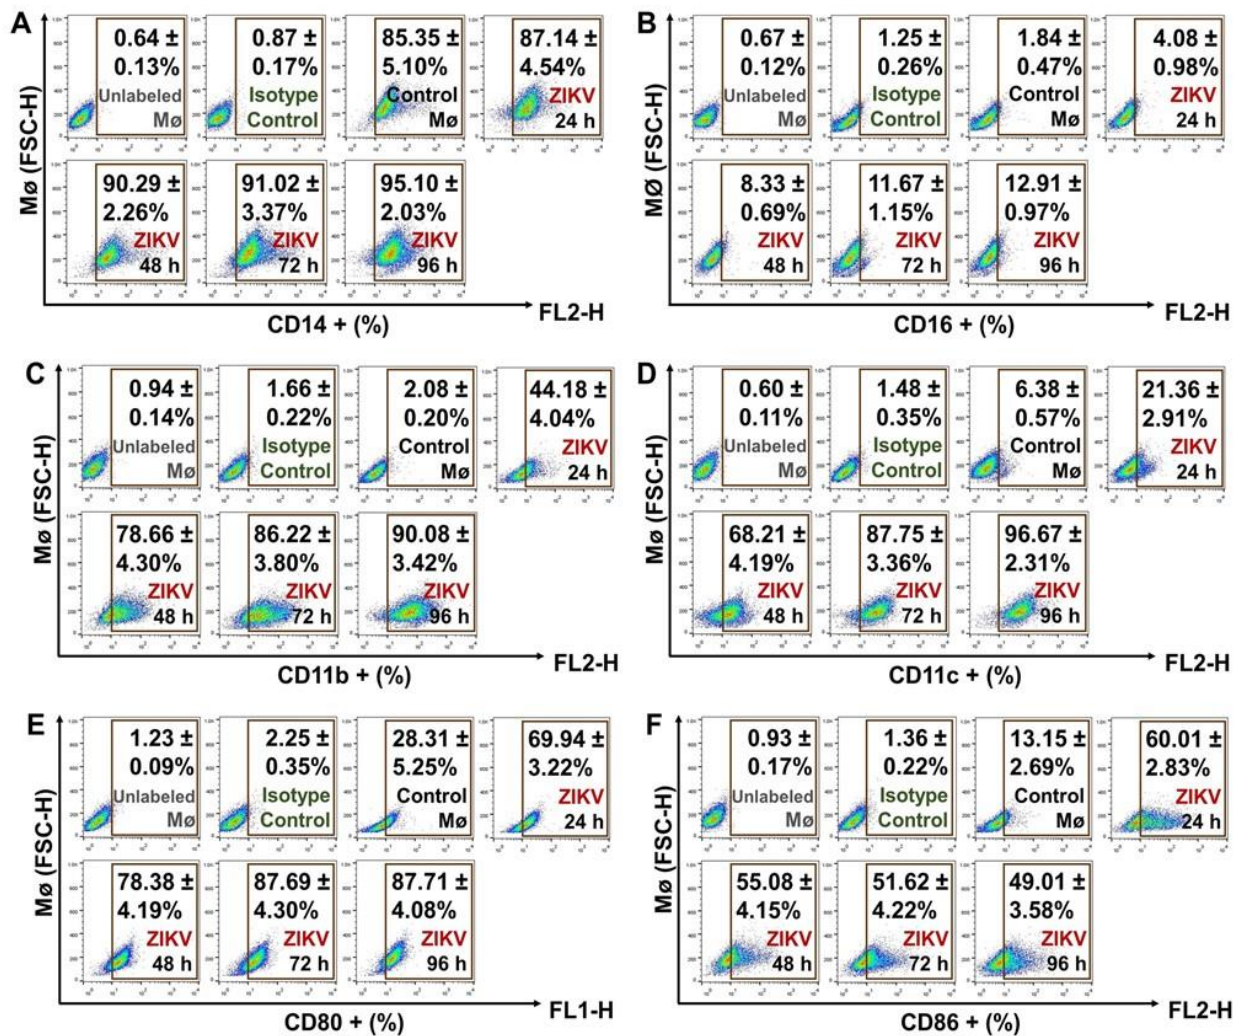 A
Mø (FSC-H)
0.64 ±
0.13%
Unlabeled
Mø
0.87 ±
0.17%
Isotype
Control
85.35 ±
5.10%
Control
Mø
87.14 ±
4.54%
ZIKV
24 h
90.29 ±
2.26%
ZIKV
48 h
91.02 ±
3.37%
ZIKV
72 h
95.10 ±
2.03%
ZIKV
96 h
FL2-H
CD14 + (%)
B
MØ (FSC-H)
0.67 ±
0.12%
Unlabeled
Mø
1.25 ±
0.26%
Isotype
Control
1.84 ±
0.47%
Control
Mø
4.08 ±
0.98%
ZIKV
24 h
8.33 ±
0.69%
ZIKV
48 h
11.67 ±
1.15%
ZIKV
72 h
12.91 ±
0.97%
ZIKV
96 h
FL2-H
CD16 + (%)
C
Mø (FSC-H)
0.94 ±
0.14%
Unlabeled
Mø
1.66 ±
0.22%
Isotype
Control
2.08 ±
0.20%
Control
Mø
44.18 ±
4.04%
ZIKV
24 h
78.66 ±
4.30%
ZIKV
48 h
86.22 ±
3.80%
ZIKV
72 h
90.08 ±
3.42%
ZIKV
96 h
FL2-H
CD11b + (%)
D
Mø (FSC-H)
0.60 ±
0.11%
Unlabeled
Mø
1.48 ±
0.35%
Isotype
Control
6.38 ±
0.57%
Control
Mø
21.36 ±
2.91%
ZIKV
24 h
68.21 ±
4.19%
ZIKV
48 h
87.75 ±
3.36%
ZIKV
72 h
96.67 ±
2.31%
ZIKV
96 h
FL2-H
CD11c + (%)
E
Mø (FSC-H)
1.23 ±
0.09%
Unlabeled
Mø
2.25 ±
0.35%
Isotype
Control
28.31 ±
5.25%
Control
Mø
69.94 ±
3.22%
ZIKV
24 h
78.38 ±
4.19%
ZIKV
48 h
87.69 ±
4.30%
ZIKV
72 h
87.71 ±
4.08%
ZIKV
96 h
FL1-H
CD80 + (%)
F
Mø (FSC-H)
0.93 ±
0.17%
Unlabeled
Mø
1.36 ±
0.22%
Isotype
Control
13.15 ±
2.69%
Control
Mø
60.01 ±
2.83%
ZIKV
24 h
55.08 ±
4.15%
ZIKV
48 h
51.62 ±
4.22%
ZIKV
72 h
49.01 ±
3.58%
ZIKV
96 h
FL2-H
CD86 + (%)